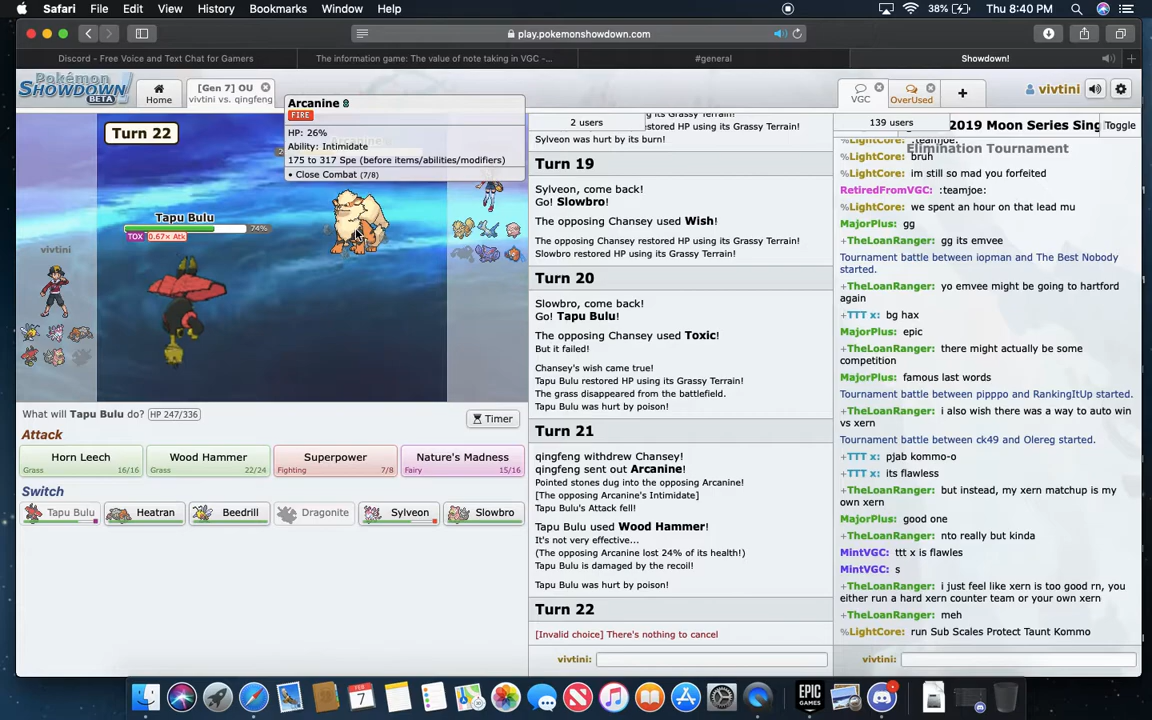 Safari File Edit View History Bookmarks Window Help
38% Thu 8:40 PM
play.pokemonshowdown.com
Discord - Free Voice and Text Chat for Gamers
The information game: The value of note taking in VGC -...
#general
Showdown!
Pokémon
SHOWDOWN
BETA
Home
[Gen 7] OU
vivtini vs. qingfeng
VGC
OverUsed
vivtini
Turn 22
Arcanine
FIRE
HP: 26%
Ability: Intimidate
175 to 317 Spe (before items/abilities/modifiers)
• Close Combat (7/8)
Tapu Bulu
74%
TOX 0.67× Atk
vivtini
What will Tapu Bulu do? HP 247/336
Timer
Attack
Horn Leech
Grass 16/16
Wood Hammer
Grass 22/24
Superpower
Fighting 7/8
Nature's Madness
Fairy 15/16
Switch
Tapu Bulu
Heatran
Beedrill
Dragonite
Sylveon
Slowbro
2 users
restored HP using its Grassy Terrain!
Sylveon was hurt by its burn!
Turn 19
Sylveon, come back!
Go! Slowbro!
The opposing Chansey used Wish!
The opposing Chansey restored HP using its Grassy Terrain!
Slowbro restored HP using its Grassy Terrain!
Turn 20
Slowbro, come back!
Go! Tapu Bulu!
The opposing Chansey used Toxic!
But it failed!
Chansey's wish came true!
Tapu Bulu restored HP using its Grassy Terrain!
The grass disappeared from the battlefield.
Tapu Bulu was hurt by poison!
Turn 21
qingfeng withdrew Chansey!
qingfeng sent out Arcanine!
Pointed stones dug into the opposing Arcanine!
[The opposing Arcanine's Intimidate]
Tapu Bulu's Attack fell!
Tapu Bulu used Wood Hammer!
It's not very effective...
(The opposing Arcanine lost 24% of its health!)
Tapu Bulu is damaged by the recoil!
Tapu Bulu was hurt by poison!
Turn 22
[Invalid choice] There's nothing to cancel
vivtini:
139 users
2019 Moon Series Sing
Toggle
Elimination Tournament
%LightCore: :teamjoe:
%LightCore: bruh
%LightCore: im still so mad you forfeited
RetiredFromVGC: :teamjoe:
%LightCore: we spent an hour on that lead mu
MajorPlus: gg
+TheLoanRanger: gg its emvee
Tournament battle between iopman and The Best Nobody
started.
+TheLoanRanger: yo emvee might be going to hartford
again
+TTT x: bg hax
MajorPlus: epic
+TheLoanRanger: there might actually be some
competition
MajorPlus: famous last words
Tournament battle between pipppo and RankingItUp started.
+TheLoanRanger: i also wish there was a way to auto win
vs xern
Tournament battle between ck49 and Olereg started.
+TTT x: pjab kommo-o
+TTT x: its flawless
+TheLoanRanger: but instead, my xern matchup is my
own xern
MajorPlus: good one
+TheLoanRanger: nto really but kinda
MintVGC: ttt x is flawles
MintVGC: s
+TheLoanRanger: i just feel like xern is too good rn, you
either run a hard xern counter team or your own xern
+TheLoanRanger: meh
%LightCore: run Sub Scales Protect Taunt Kommo
vivtini:
FEB
7
EPIC
GAMES